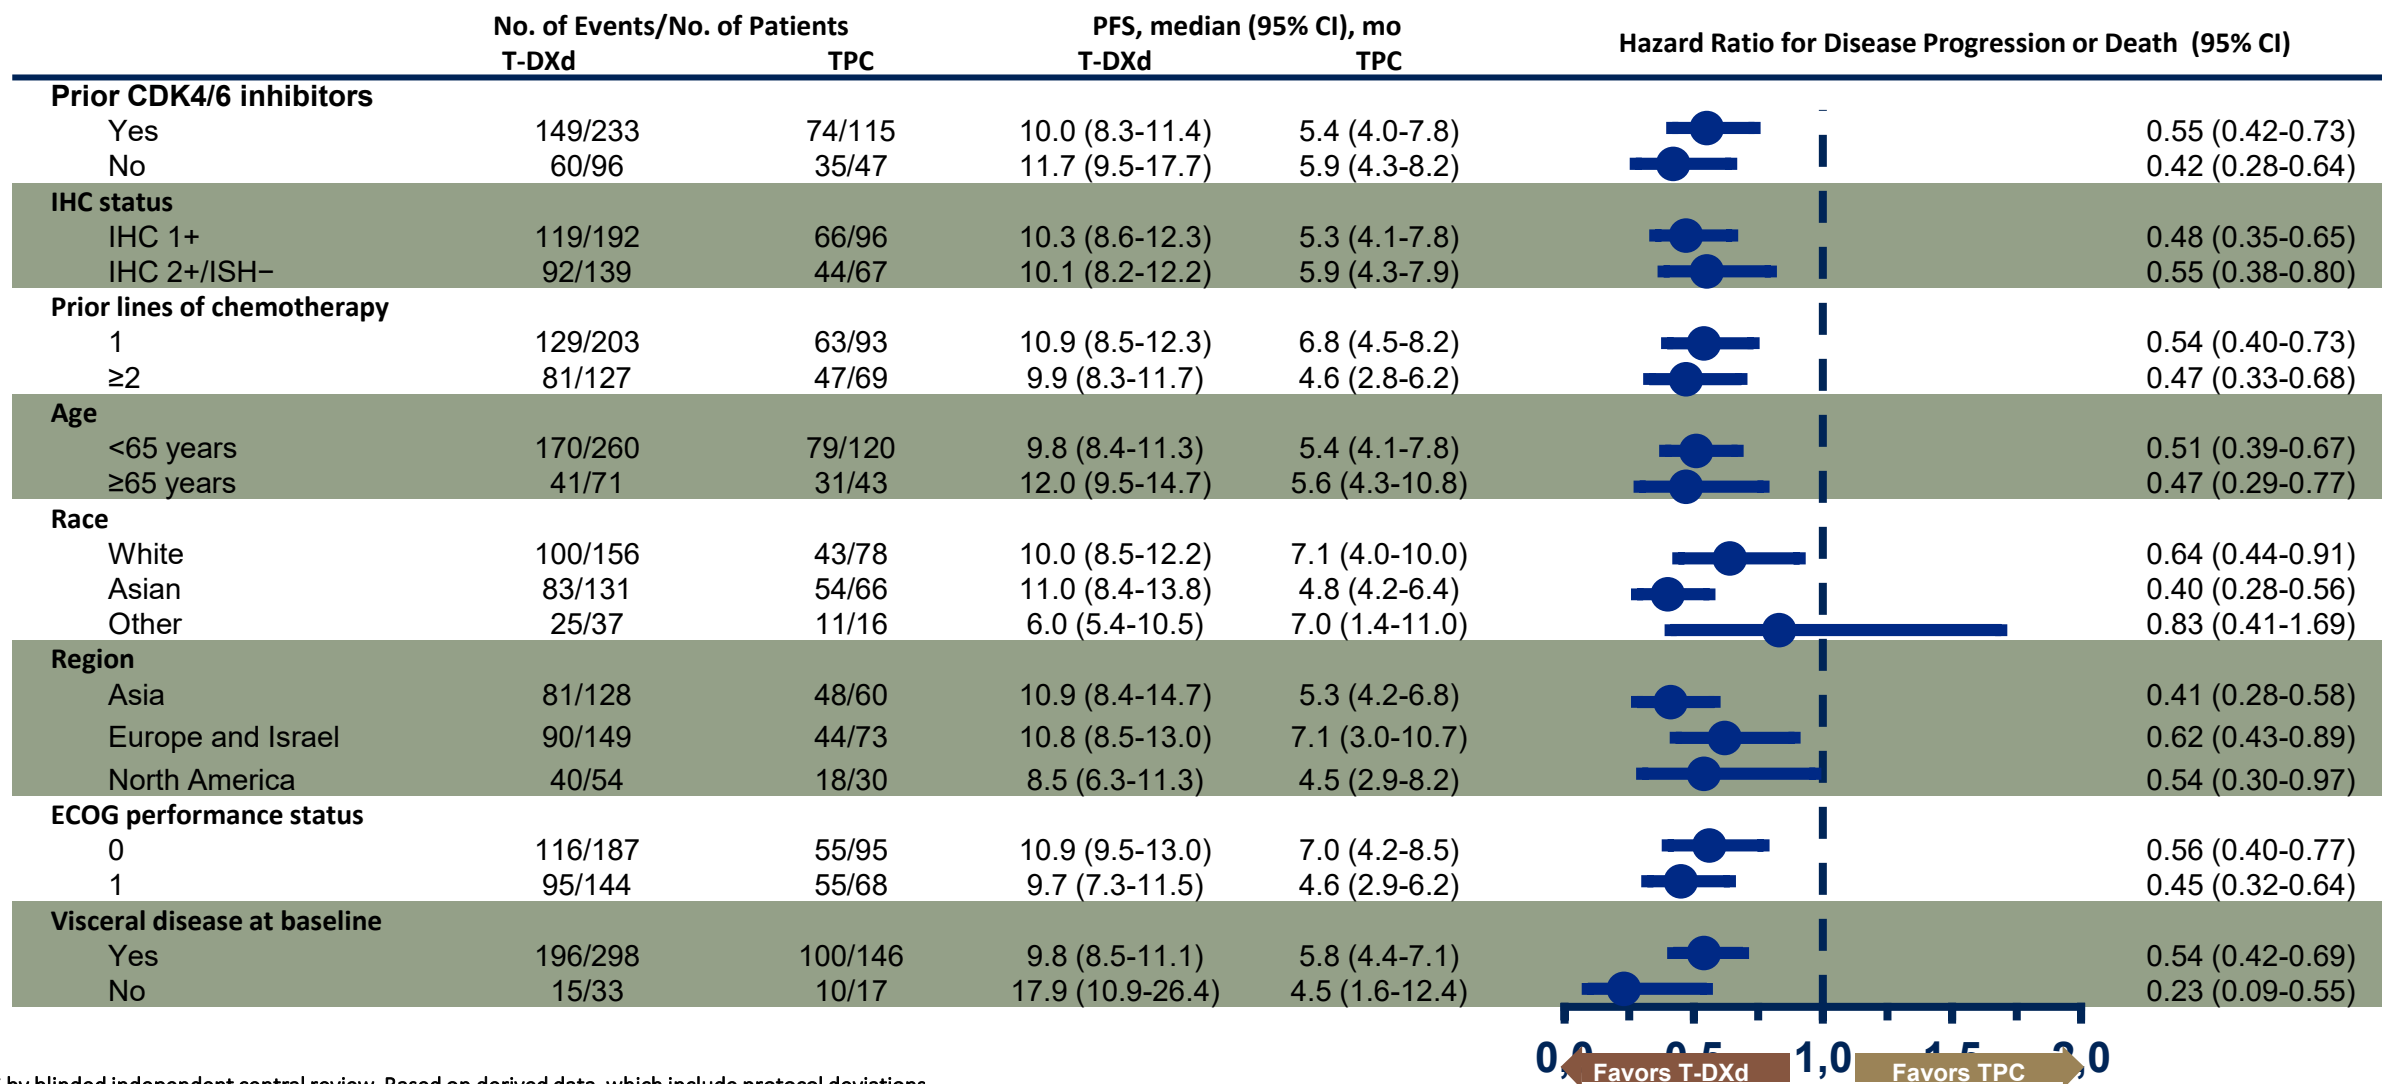 No. of Events/No. of Patients PFS, median (95% CI), mo Hazard Ratio for Disease Progression or Death (95% CI)
T-DXd TPC T-DXd TPC
Prior CDK4/6 inhibitors
Yes 149/233 74/115 10.0 (8.3-11.4) 5.4 (4.0-7.8) 0.55 (0.42-0.73)
No 60/96 35/47 11.7 (9.5-17.7) 5.9 (4.3-8.2) 0.42 (0.28-0.64)
IHC status
IHC 1+ 119/192 66/96 10.3 (8.6-12.3) 5.3 (4.1-7.8) 0.48 (0.35-0.65)
IHC 2+/ISH− 92/139 44/67 10.1 (8.2-12.2) 5.9 (4.3-7.9) 0.55 (0.38-0.80)
Prior lines of chemotherapy
1 129/203 63/93 10.9 (8.5-12.3) 6.8 (4.5-8.2) 0.54 (0.40-0.73)
≥2 81/127 47/69 9.9 (8.3-11.7) 4.6 (2.8-6.2) 0.47 (0.33-0.68)
Age
<65 years 170/260 79/120 9.8 (8.4-11.3) 5.4 (4.1-7.8) 0.51 (0.39-0.67)
≥65 years 41/71 31/43 12.0 (9.5-14.7) 5.6 (4.3-10.8) 0.47 (0.29-0.77)
Race
White 100/156 43/78 10.0 (8.5-12.2) 7.1 (4.0-10.0) 0.64 (0.44-0.91)
Asian 83/131 54/66 11.0 (8.4-13.8) 4.8 (4.2-6.4) 0.40 (0.28-0.56)
Other 25/37 11/16 6.0 (5.4-10.5) 7.0 (1.4-11.0) 0.83 (0.41-1.69)
Region
Asia 81/128 48/60 10.9 (8.4-14.7) 5.3 (4.2-6.8) 0.41 (0.28-0.58)
Europe and Israel 90/149 44/73 10.8 (8.5-13.0) 7.1 (3.0-10.7) 0.62 (0.43-0.89)
North America 40/54 18/30 8.5 (6.3-11.3) 4.5 (2.9-8.2) 0.54 (0.30-0.97)
ECOG performance status
0 116/187 55/95 10.9 (9.5-13.0) 7.0 (4.2-8.5) 0.56 (0.40-0.77)
1 95/144 55/68 9.7 (7.3-11.5) 4.6 (2.9-6.2) 0.45 (0.32-0.64)
Visceral disease at baseline
Yes 196/298 100/146 9.8 (8.5-11.1) 5.8 (4.4-7.1) 0.54 (0.42-0.69)
No 15/33 10/17 17.9 (10.9-26.4) 4.5 (1.6-12.4) 0.23 (0.09-0.55)
0,0 0,5 1,0 1,5 2,0
Favors T-DXd Favors TPC
by blinded independent central review. Based on derived data, which include protocol deviations